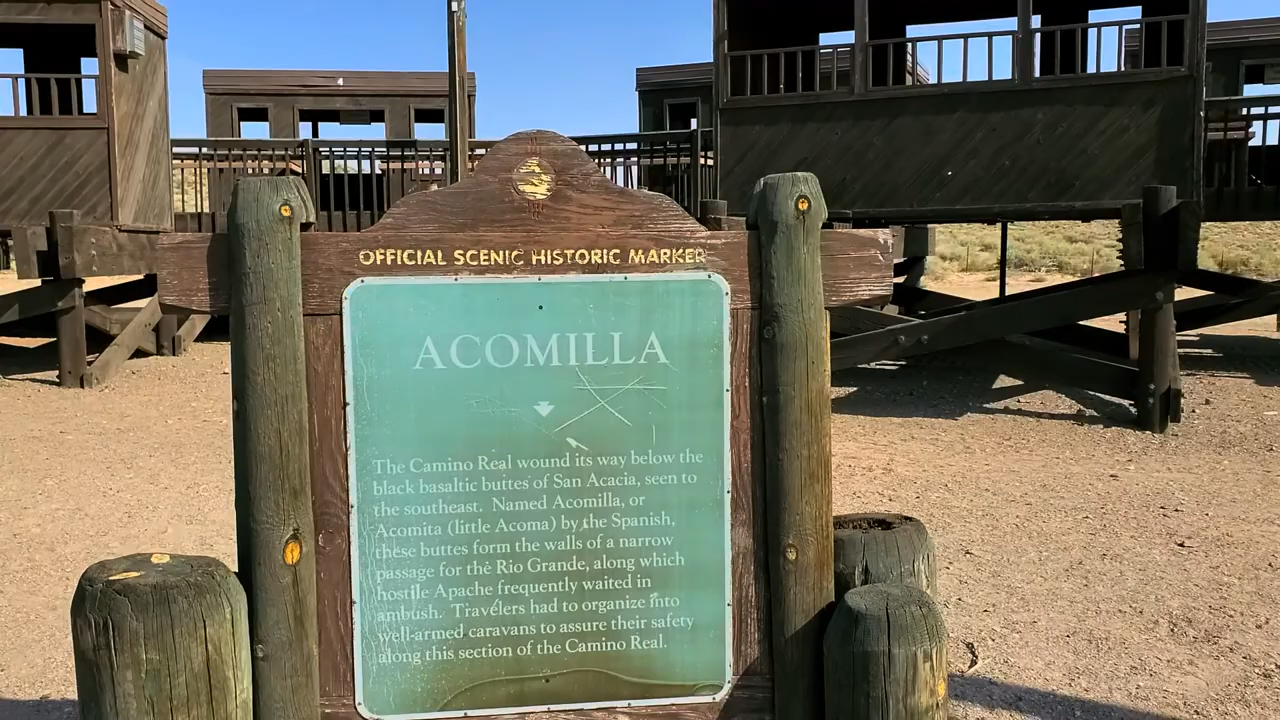 OFFICIAL SCENIC HISTORIC MARKER
ACOMILLA
The Camino Real wound its way below the
black basaltic buttes of San Acacia, seen to
the southeast. Named Acomilla, or
Acomita (little Acoma) by the Spanish,
these buttes form the walls of a narrow
passage for the Rio Grande, along which
hostile Apache frequently waited in
ambush. Travelers had to organize into
well-armed caravans to assure their safety
along this section of the Camino Real.